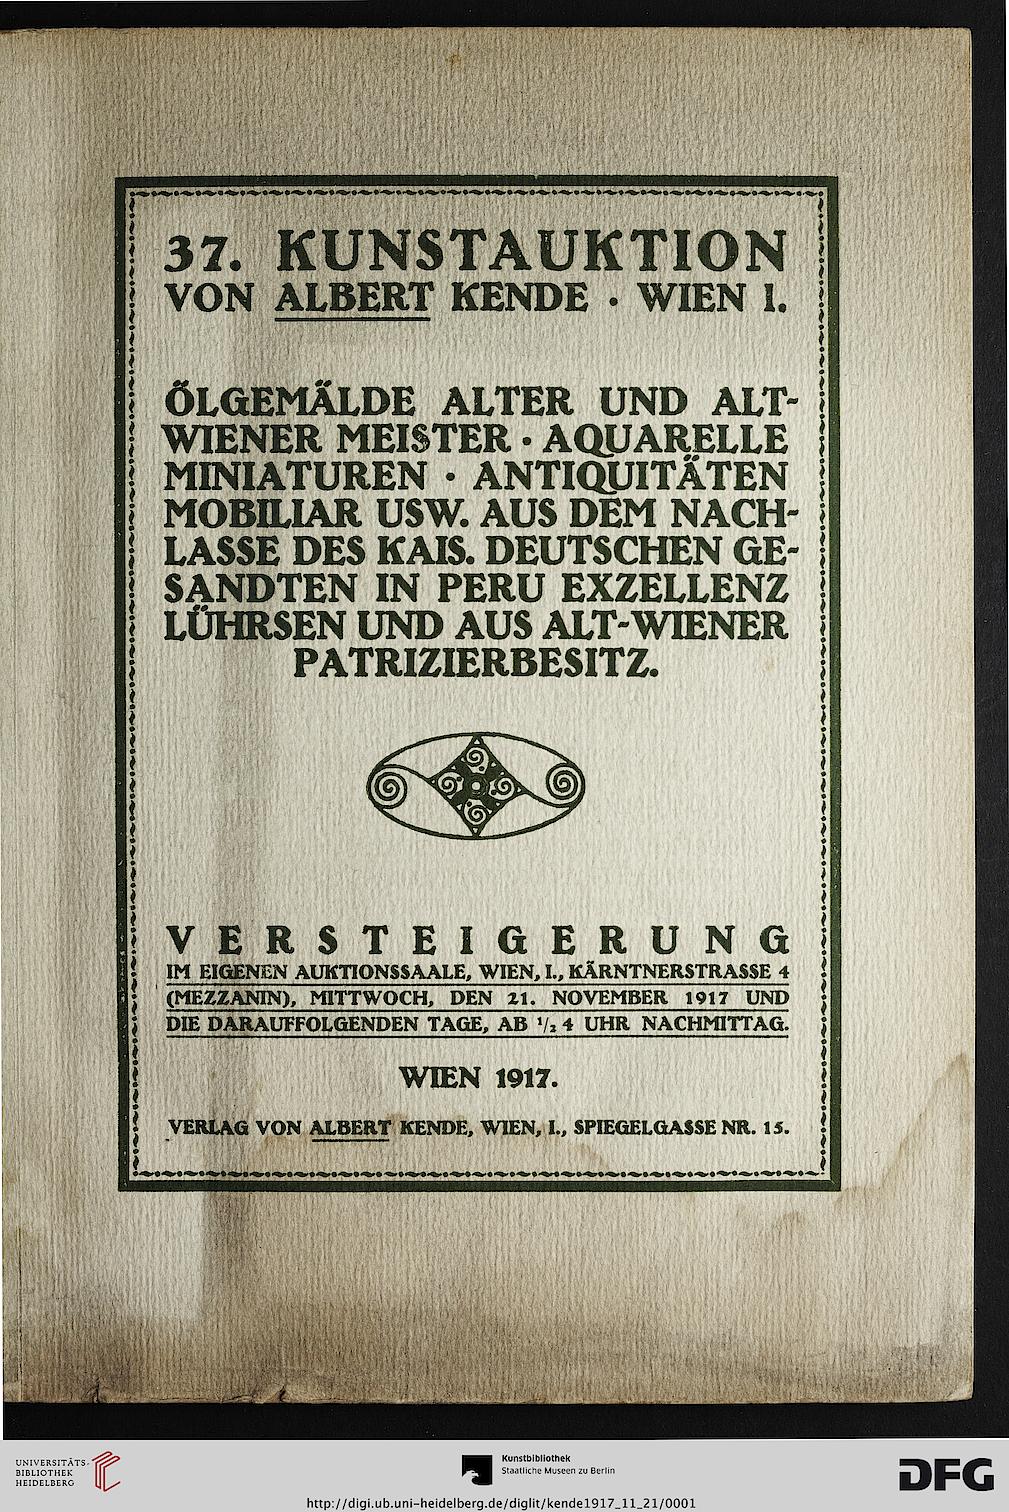 37. KUNSTAUKTION
VON ALBERT KENDE · WIEN I.
ÖLGEMÄLDE ALTER UND ALT-
WIENER MEISTER · AQUARELLE
MINIATUREN · ANTIQUITÄTEN
MOBILIAR USW. AUS DEM NACH-
LASSE DES KAIS. DEUTSCHEN GE-
SANDTEN IN PERU EXZELLENZ
LÜHRSEN UND AUS ALT-WIENER
PATRIZIERBESITZ.
VERSTEIGERUNG
IM EIGENEN AUKTIONSSAALE, WIEN, I., KÄRNTNERSTRASSE 4
(MEZZANIN), MITTWOCH, DEN 21. NOVEMBER 1917 UND
DIE DARAUFFOLGENDEN TAGE, AB 1/2 4 UHR NACHMITTAG.
WIEN 1917.
VERLAG VON ALBERT KENDE, WIEN, I., SPIEGELGASSE NR. 15.
UNIVERSITÄTS-
BIBLIOTHEK
HEIDELBERG
Kunstbibliothek
Staatliche Museen zu Berlin
DFG
http://digi.ub.uni-heidelberg.de/diglit/kende1917_11_21/0001